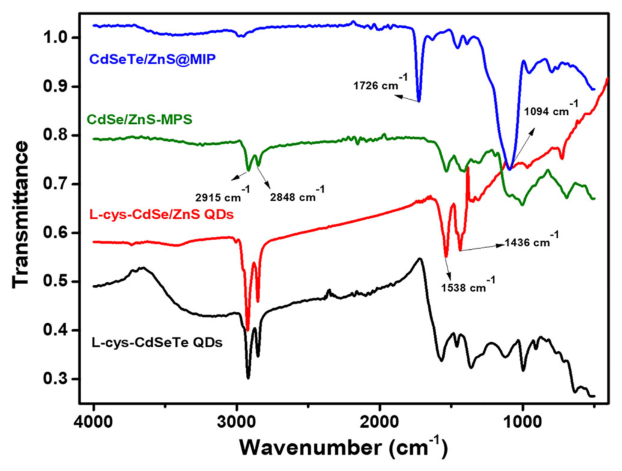 1.0
0.9
0.8
0.7
0.6
0.5
0.4
0.3
Transmittance
CdSeTe/ZnS@MIP
1726 cm⁻¹
1094 cm⁻¹
CdSe/ZnS-MPS
2915 cm⁻¹
2848 cm⁻¹
L-cys-CdSe/ZnS QDs
1436 cm⁻¹
1538 cm⁻¹
L-cys-CdSeTe QDs
4000 3000 2000 1000
Wavenumber (cm⁻¹)